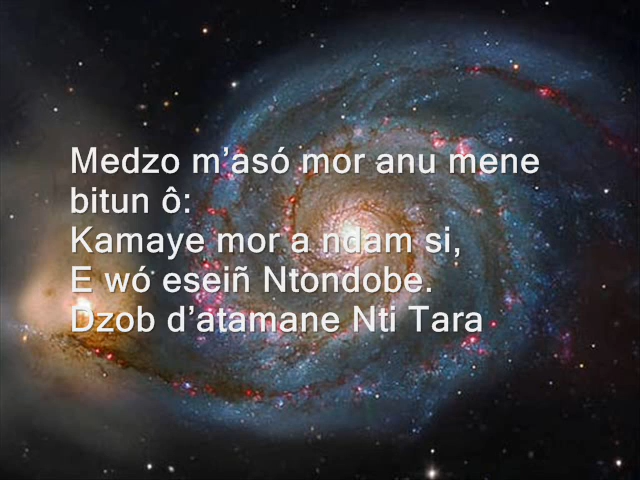 Medzo m’asó mor anu mene
bitun ô:
Kamaye mor a ndam si,
E wó eseiñ Ntondobe.
Dzob d’atamane Nti Tara